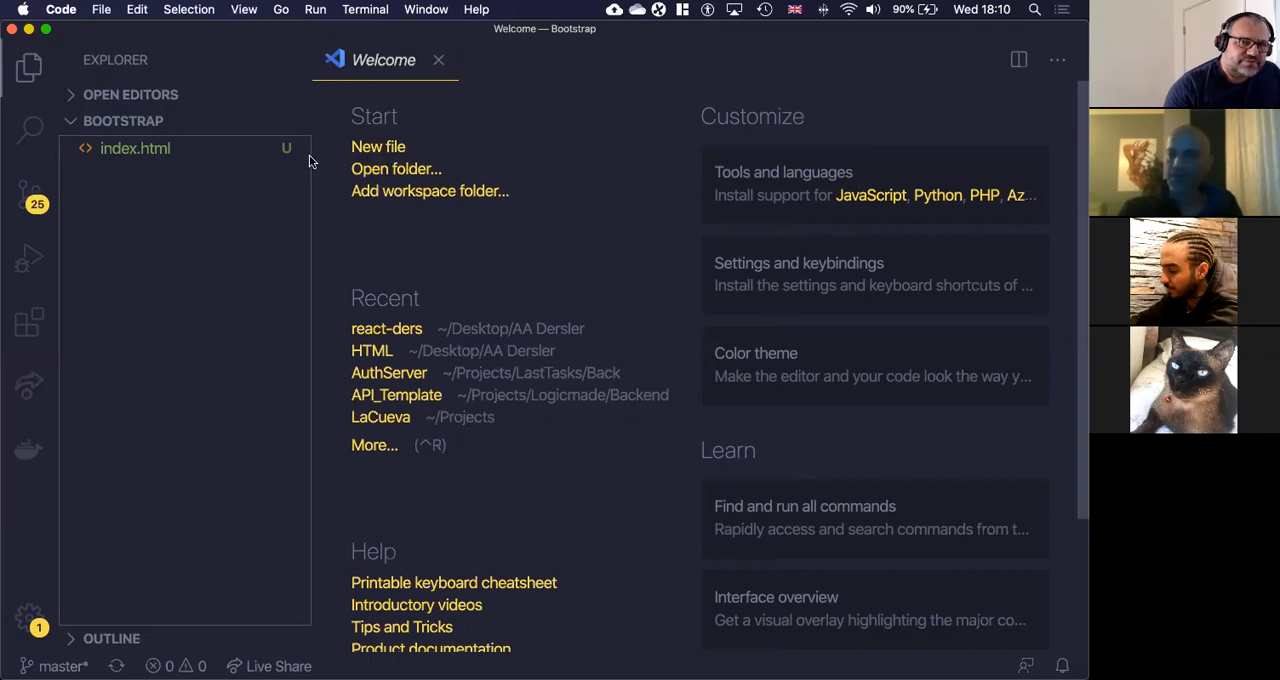 Code File Edit Selection View Go Run Terminal Window Help 90% Wed 18:10
Welcome — Bootstrap
EXPLORER
OPEN EDITORS
BOOTSTRAP
<> index.html U
25
1
OUTLINE
Welcome
Start
New file
Open folder...
Add workspace folder...
Recent
react-ders ~/Desktop/AA Dersler
HTML ~/Desktop/AA Dersler
AuthServer ~/Projects/LastTasks/Back
API_Template ~/Projects/Logicmade/Backend
LaCueva ~/Projects
More... (^R)
Help
Printable keyboard cheatsheet
Introductory videos
Tips and Tricks
Product documentation
Customize
Tools and languages
Install support for JavaScript, Python, PHP, Az...
Settings and keybindings
Install the settings and keyboard shortcuts of ...
Color theme
Make the editor and your code look the way y...
Learn
Find and run all commands
Rapidly access and search commands from t...
Interface overview
Get a visual overlay highlighting the major co...
master* 0 0 Live Share